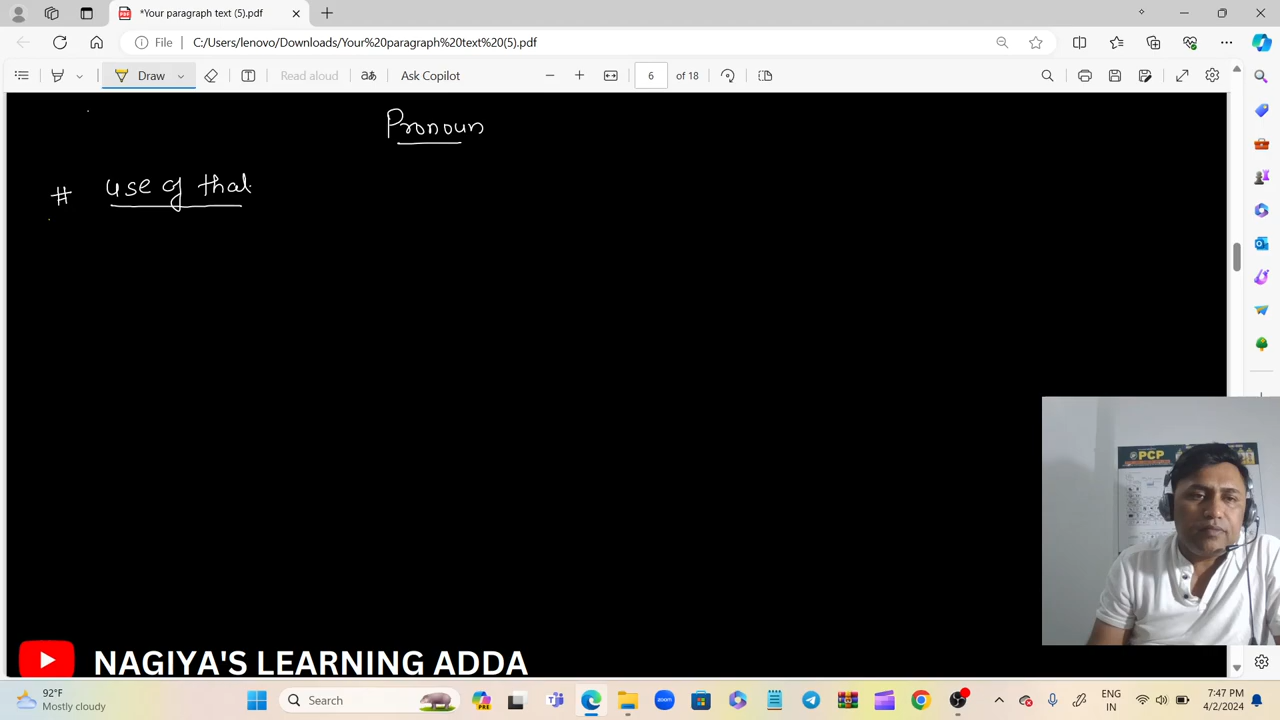 *Your paragraph text (5).pdf
File C:/Users/lenovo/Downloads/Your%20paragraph%20text%20(5).pdf
Draw Read aloud Ask Copilot 6 of 18
Pronoun
# use of that
PCP
NAGIYA'S LEARNING ADDA
92°F
Mostly cloudy
Search
zoom
ENG
IN
7:47 PM
4/2/2024